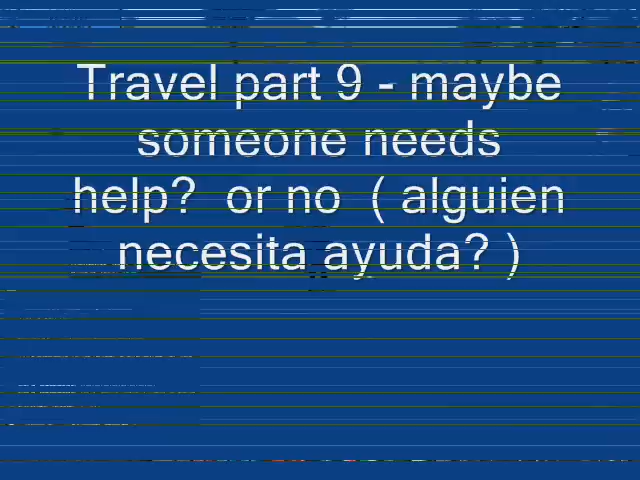 Travel part 9 - maybe
someone needs
help?  or no  ( alguien
necesita ayuda? )